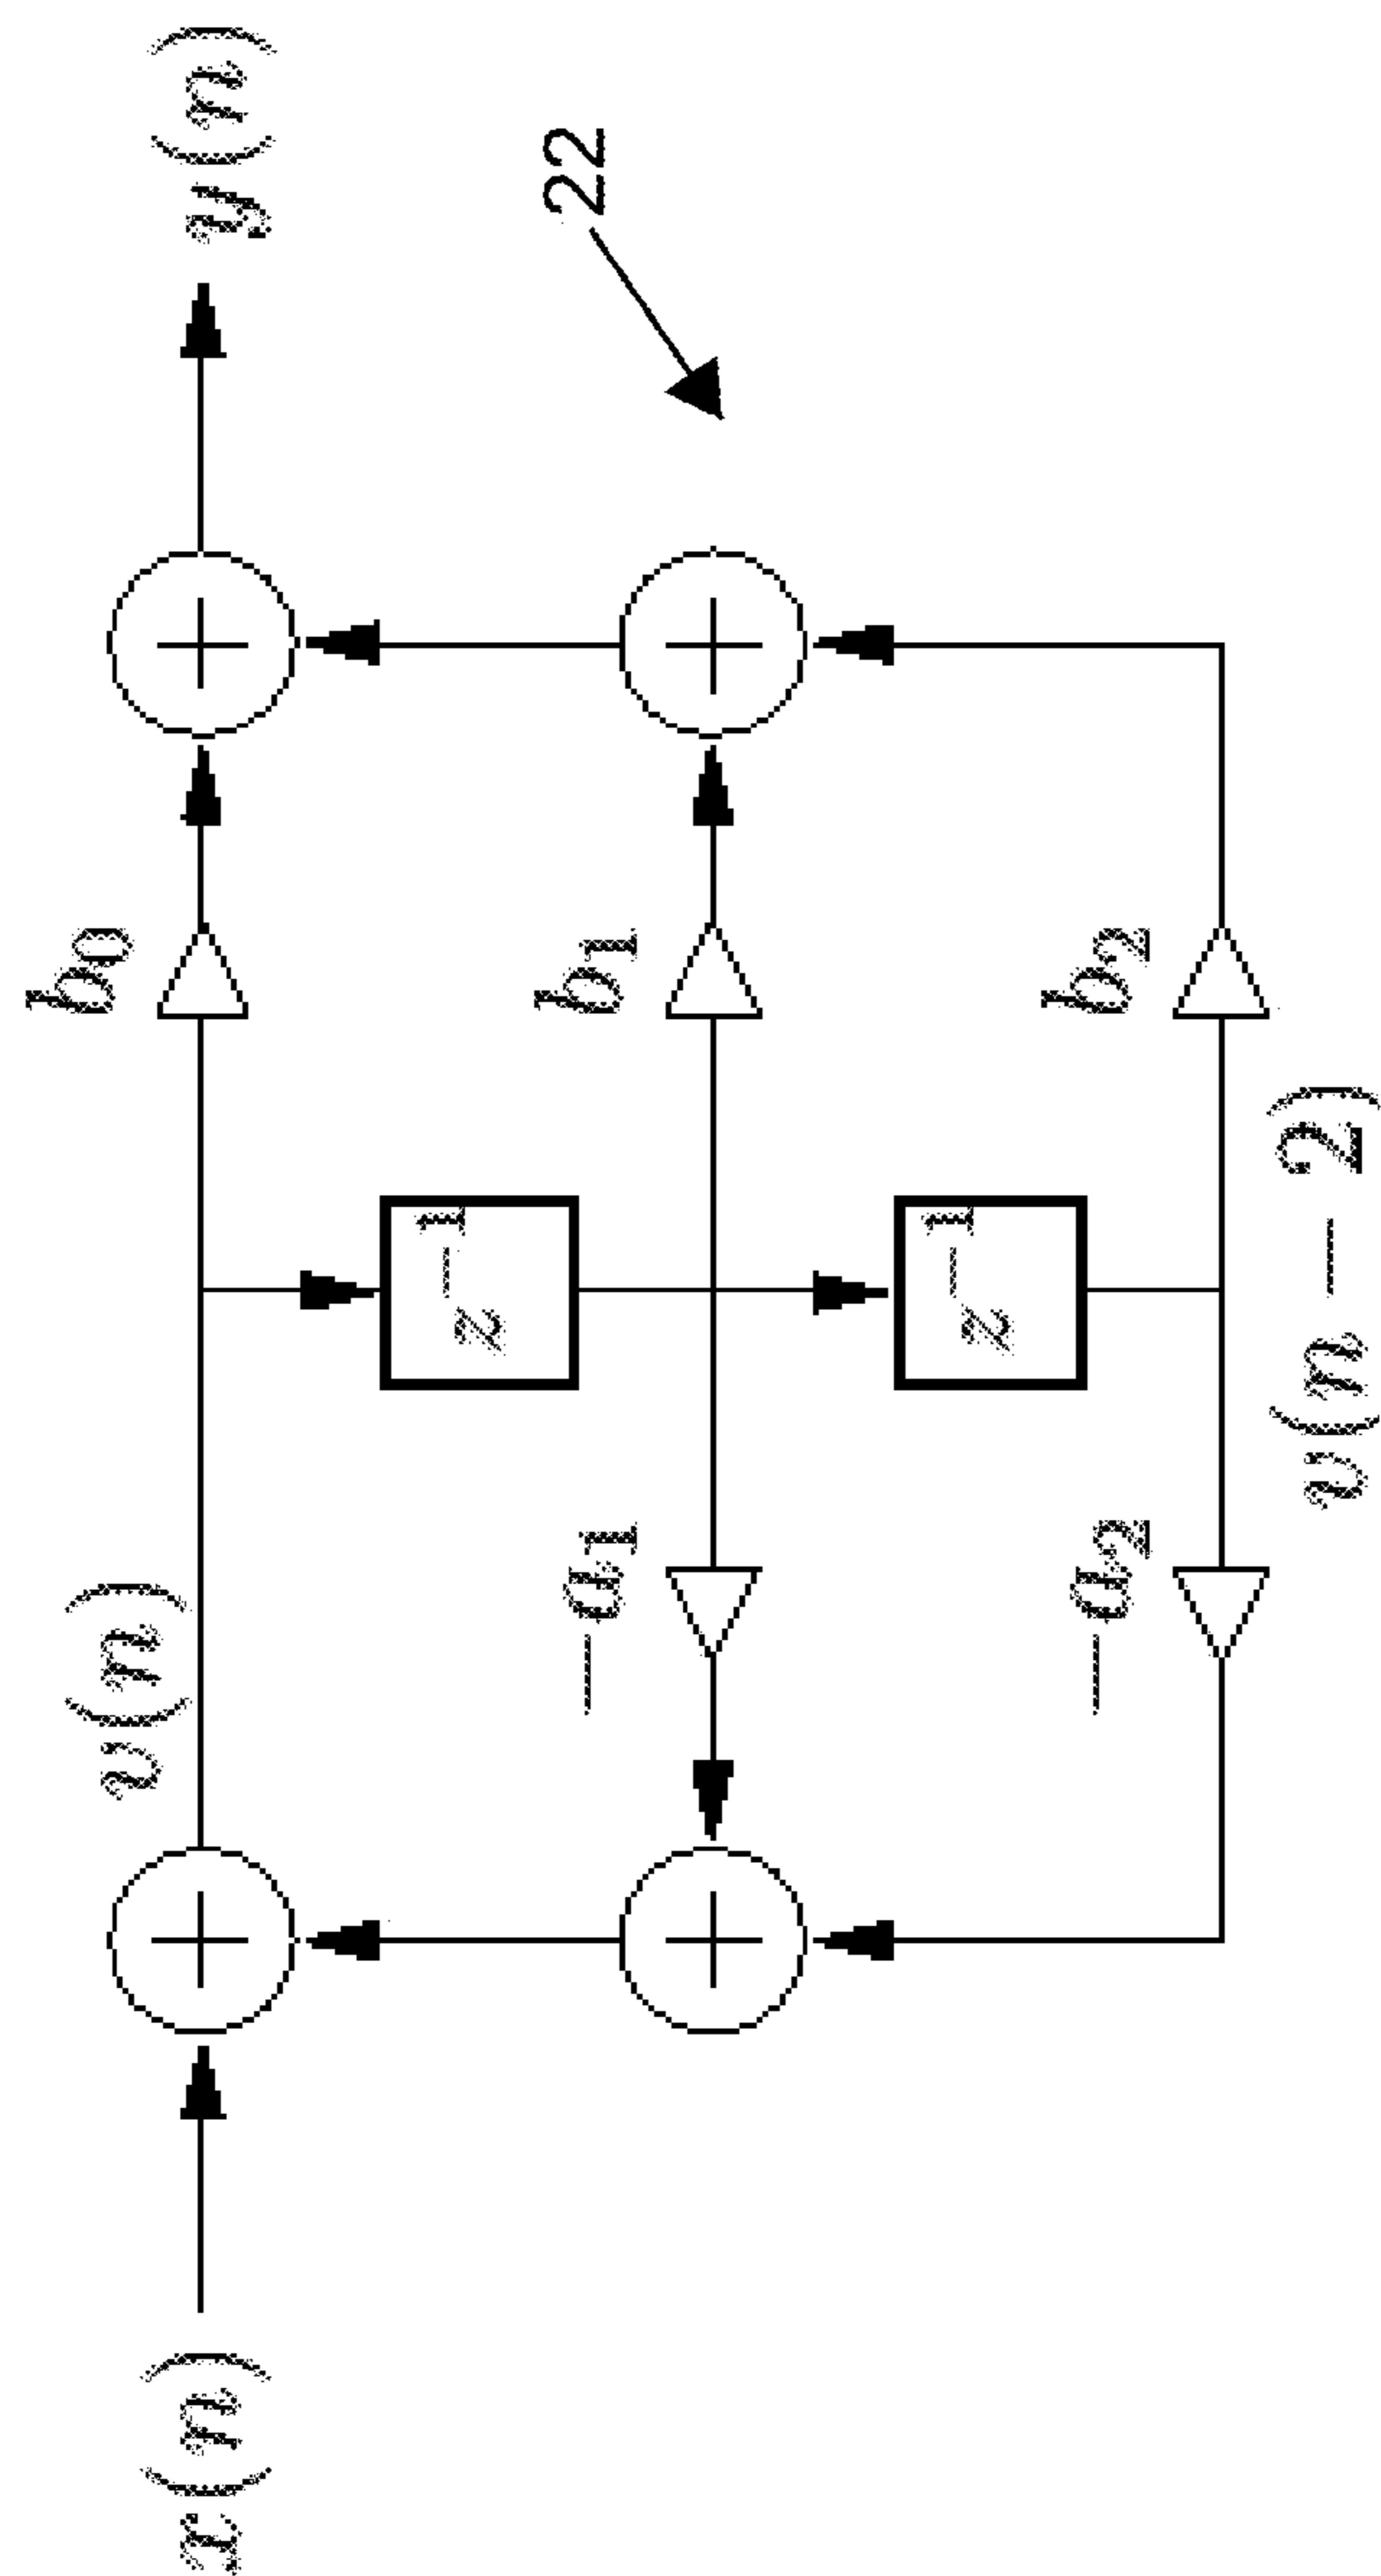 x(n)
v(n)
b₀
y(n)
z⁻¹
−a₁
b₁
22
z⁻¹
−a₂
b₂
v(n − 2)